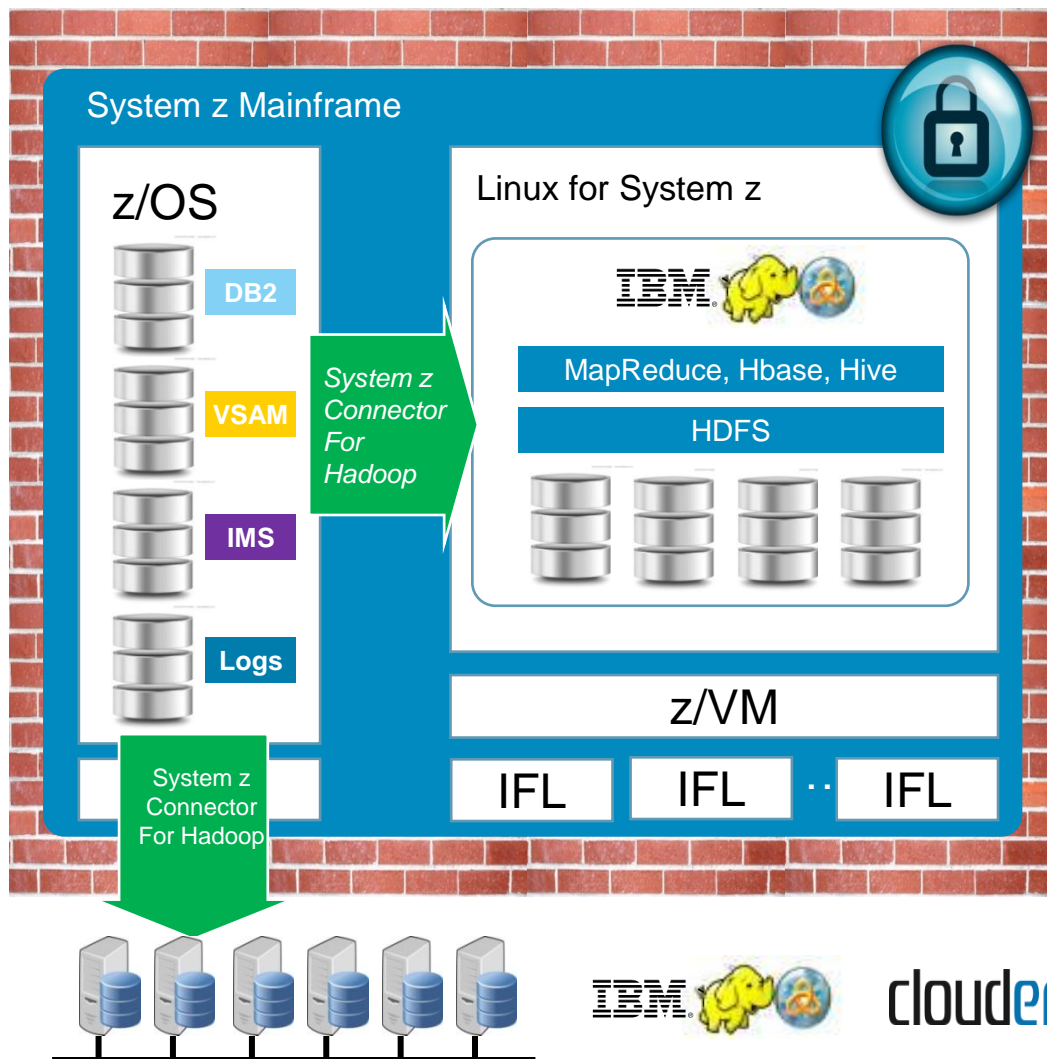 System z Mainframe
z/OS
DB2
VSAM
IMS
Logs
System z
Connector
For
Hadoop
Linux for System z
IBM
MapReduce, Hbase, Hive
HDFS
z/VM
IFL
IFL
..
IFL
System z
Connector
For Hadoop
IBM